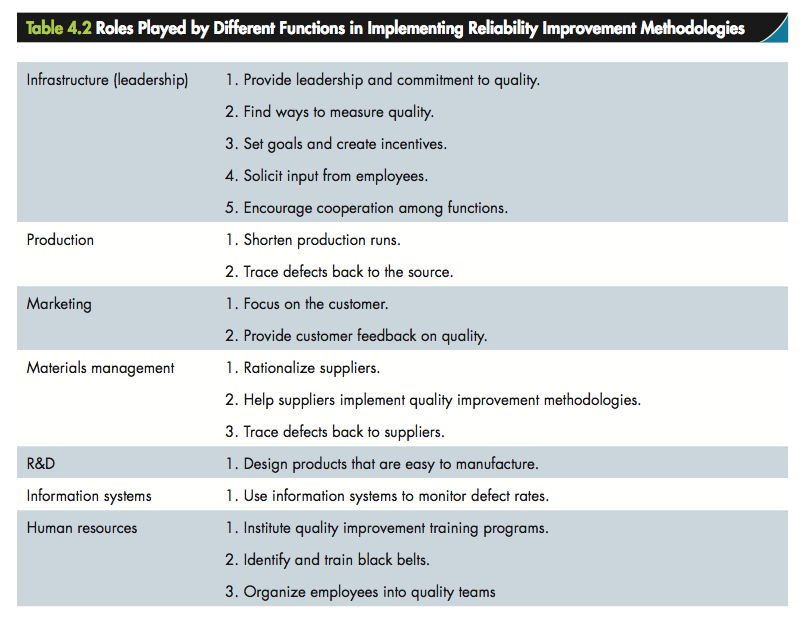 Table 4.2 Roles Played by Different Functions in Implementing Reliability Improvement Methodologies
Infrastructure (leadership)
1. Provide leadership and commitment to quality.
2. Find ways to measure quality.
3. Set goals and create incentives.
4. Solicit input from employees.
5. Encourage cooperation among functions.
Production
1. Shorten production runs.
2. Trace defects back to the source.
Marketing
1. Focus on the customer.
2. Provide customer feedback on quality.
Materials management
1. Rationalize suppliers.
2. Help suppliers implement quality improvement methodologies.
3. Trace defects back to suppliers.
R&D
1. Design products that are easy to manufacture.
Information systems
1. Use information systems to monitor defect rates.
Human resources
1. Institute quality improvement training programs.
2. Identify and train black belts.
3. Organize employees into quality teams